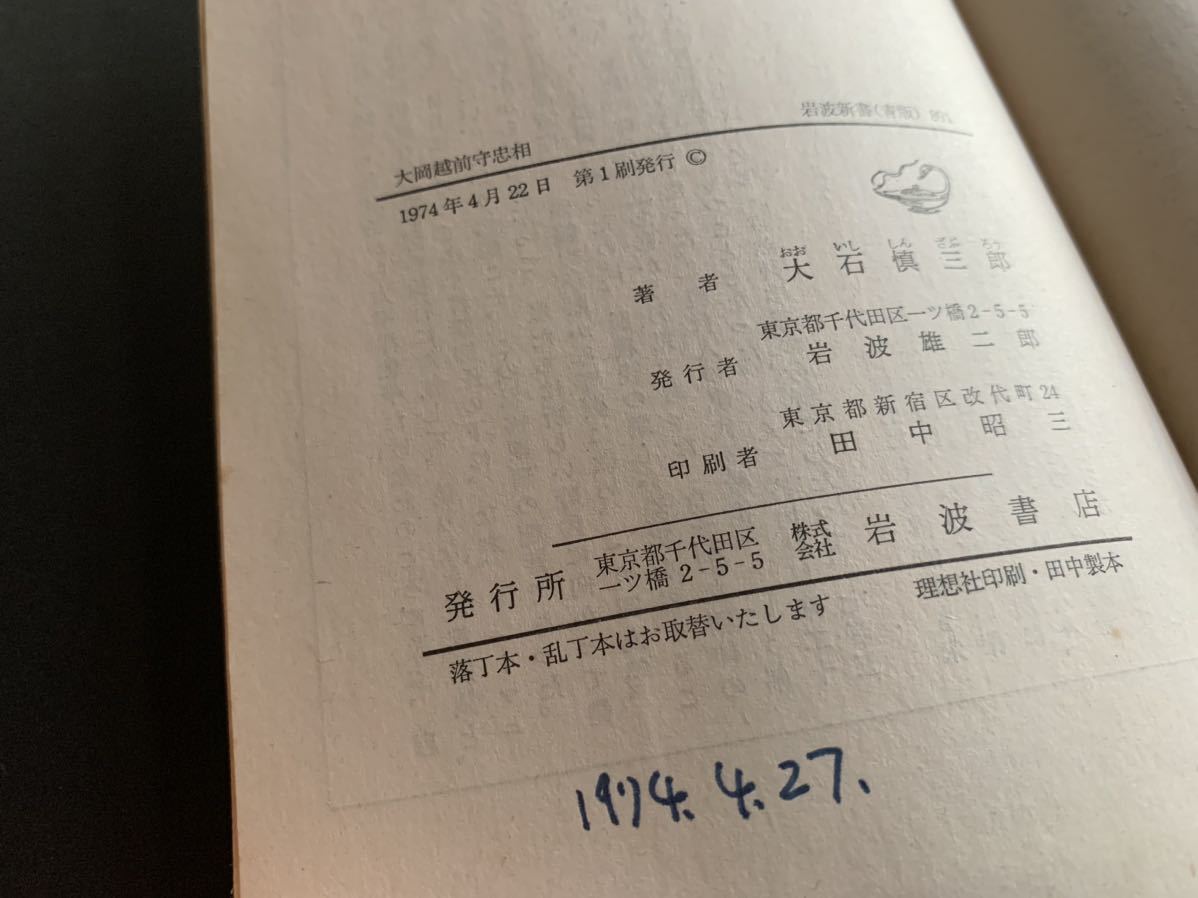 岩波新書(青版) 891
大岡越前守忠相
1974年4月22日 第1刷発行 ©
おお いし しん ざぶ ろう
著者 大石慎三郎
東京都千代田区一ツ橋2-5-5
発行者 岩波雄二郎
東京都新宿区改代町24
印刷者 田中昭三
発行所 東京都千代田区一ツ橋 2-5-5 株式会社 岩波書店
落丁本・乱丁本はお取替いたします 理想社印刷・田中製本
1974.4.27.